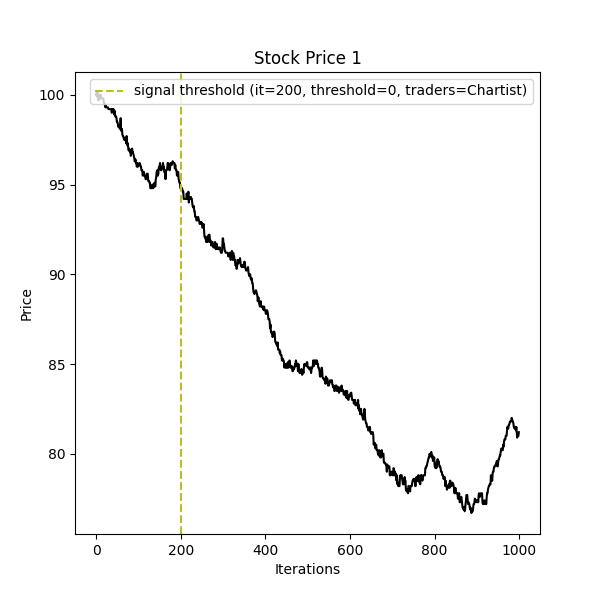 Stock Price 1
signal threshold (it=200, threshold=0, traders=Chartist)
100
95
90
85
80
Price
0 200 400 600 800 1000
Iterations